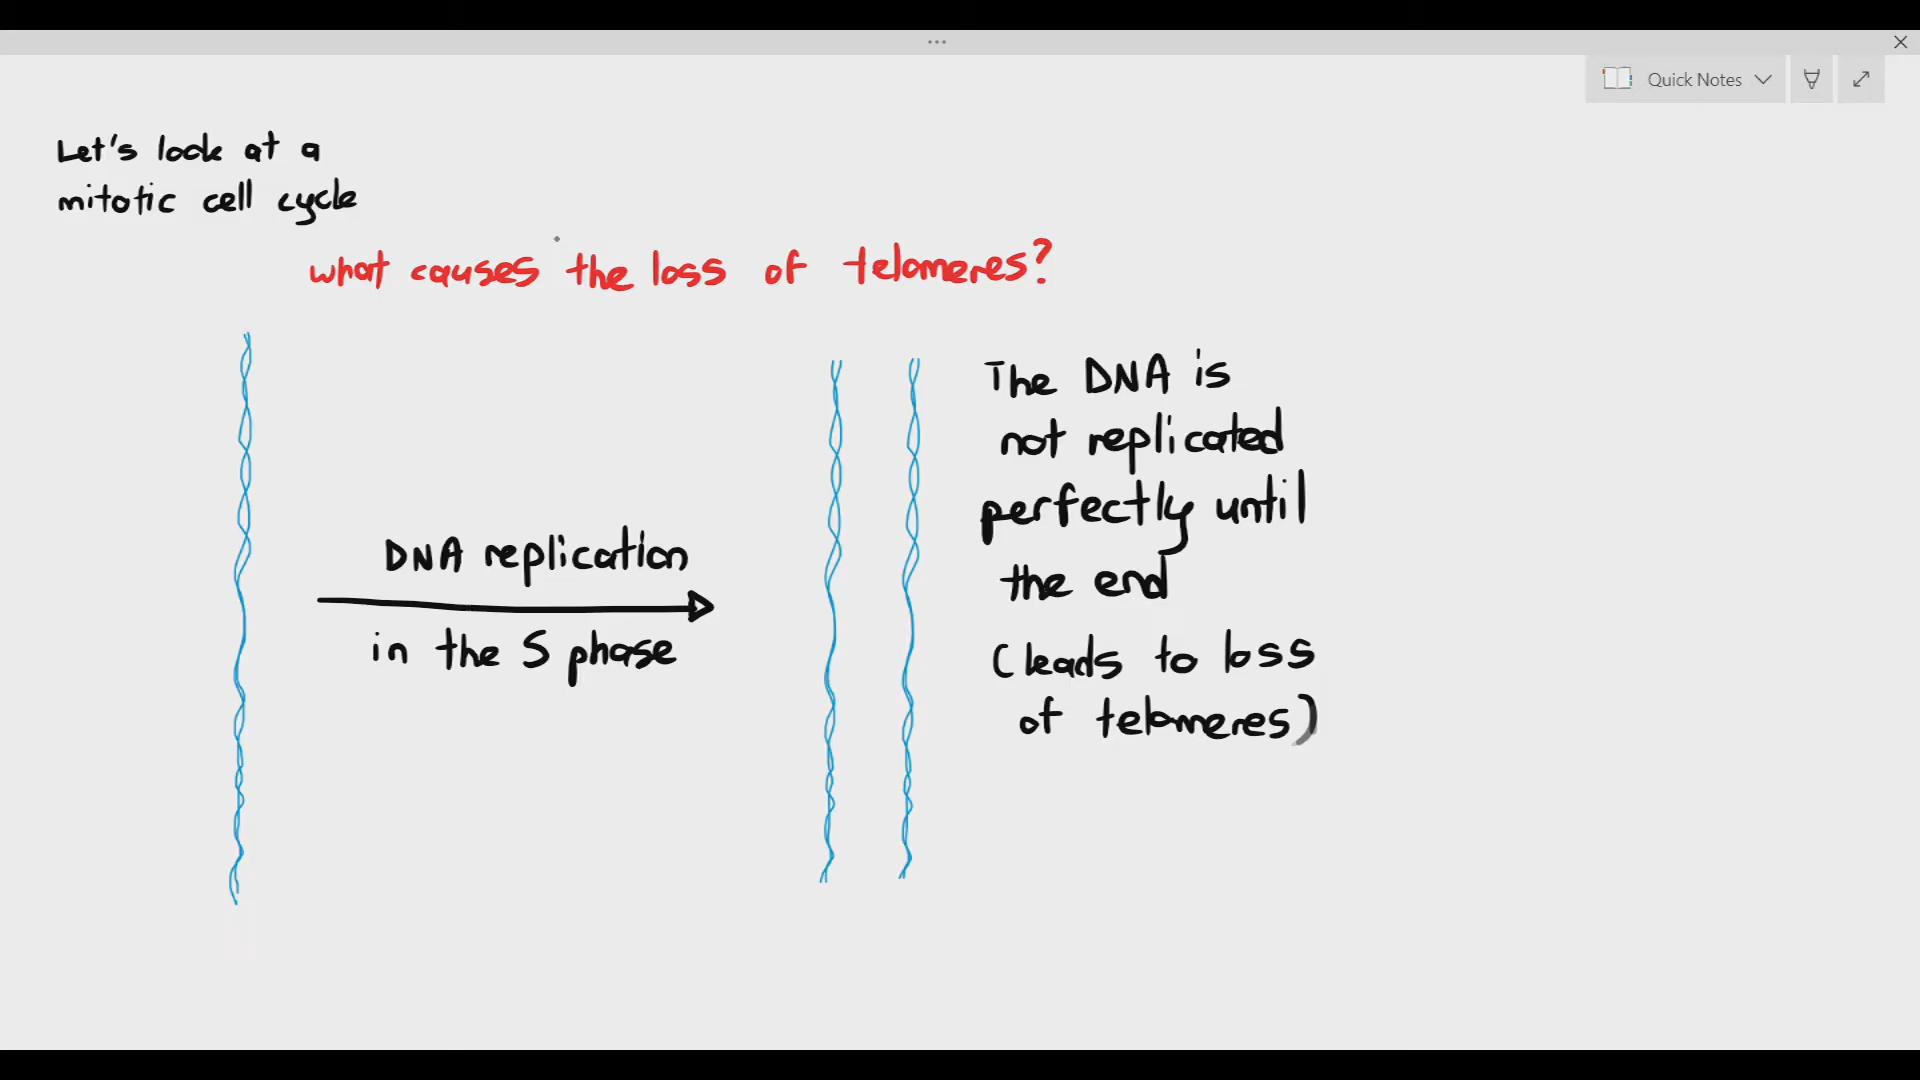 Quick Notes
Let's look at a
mitotic cell cycle
what causes the loss of telomeres?
The DNA is
not replicated
perfectly until
the end
(leads to loss
of telomeres)
DNA replication
in the S phase